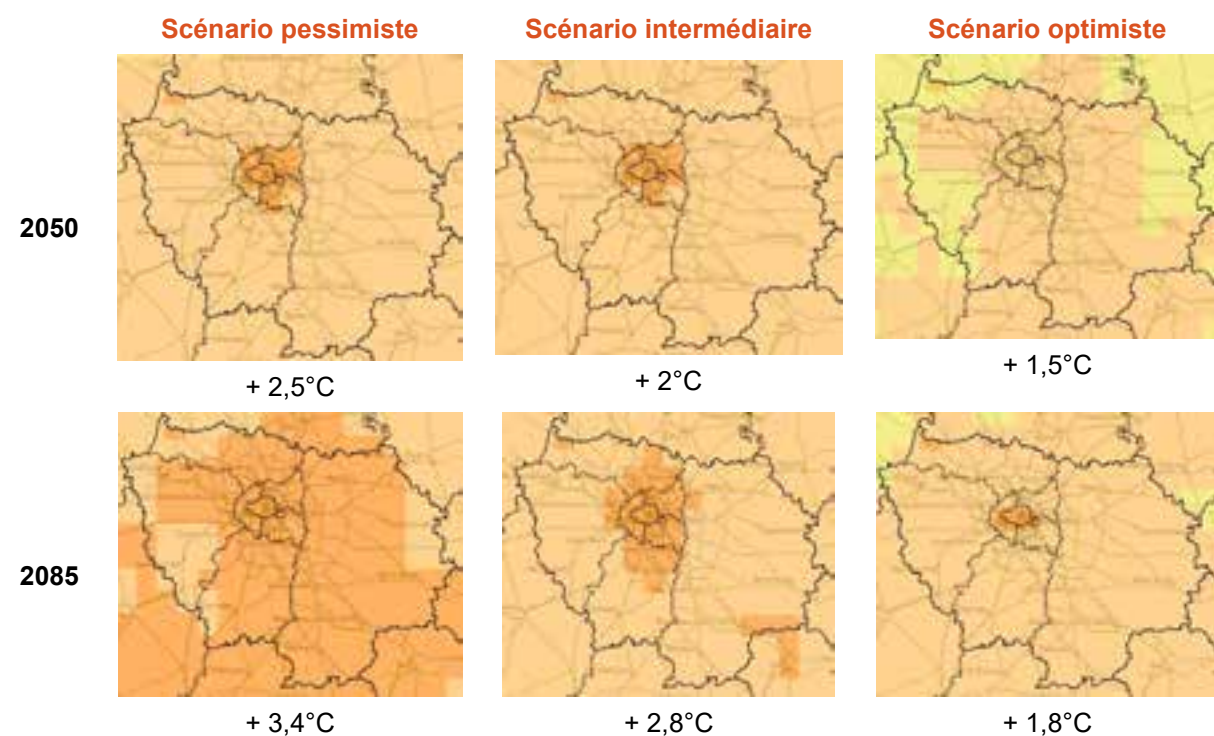 Scénario pessimiste Scénario intermédiaire Scénario optimiste
2050
+ 2,5°C + 2°C + 1,5°C
2085
+ 3,4°C + 2,8°C + 1,8°C